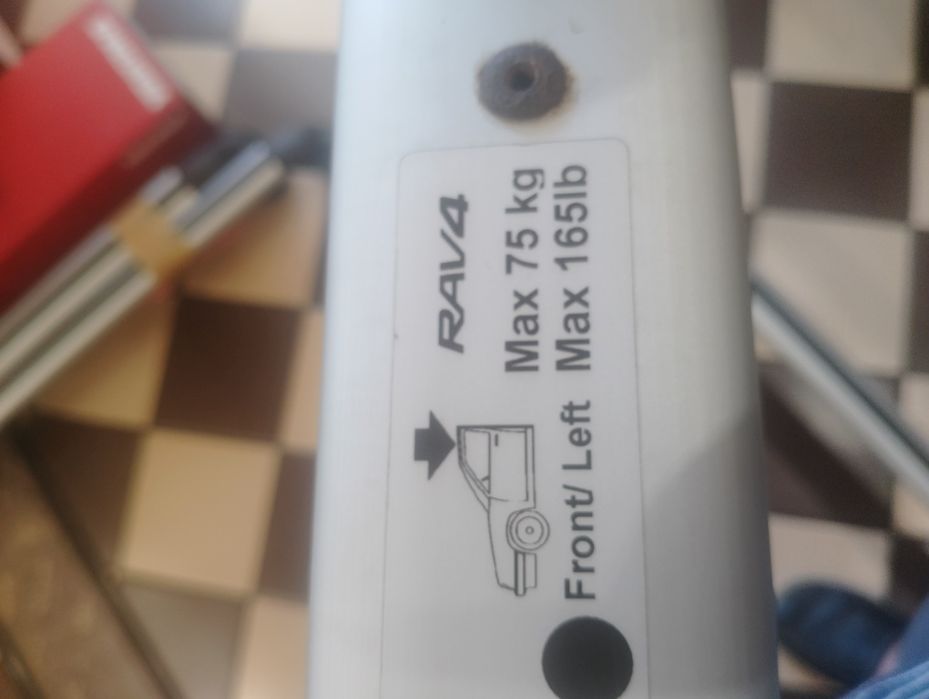 RAV4
Max 75 kg
Front/ Left Max 165lb